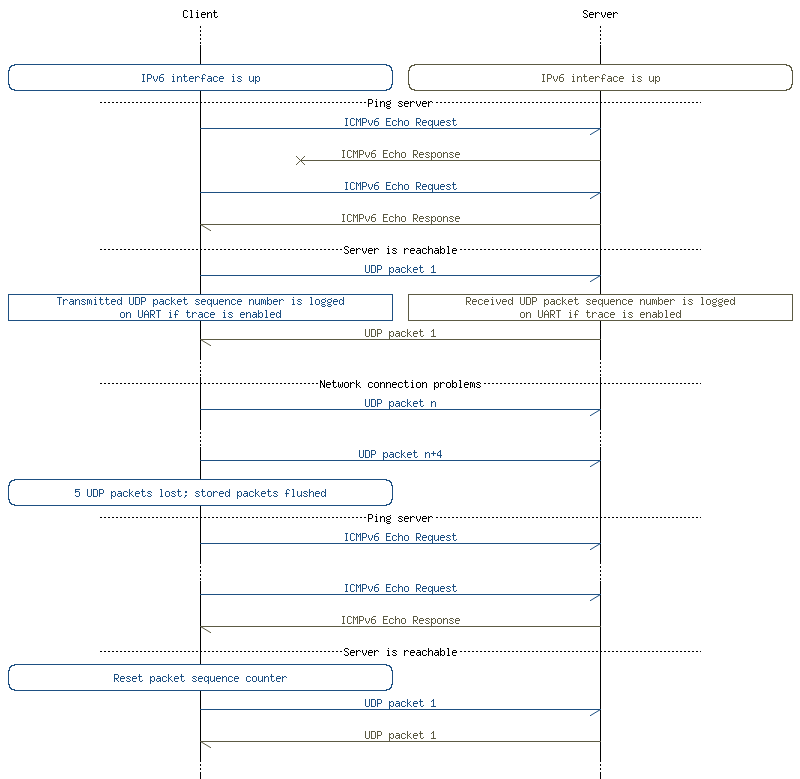 Client
Server
IPv6 interface is up
IPv6 interface is up
Ping server
ICMPv6 Echo Request
ICMPv6 Echo Response
ICMPv6 Echo Request
ICMPv6 Echo Response
Server is reachable
UDP packet 1
Transmitted UDP packet sequence number is logged
on UART if trace is enabled
Received UDP packet sequence number is logged
on UART if trace is enabled
UDP packet 1
Network connection problems
UDP packet n
UDP packet n+4
5 UDP packets lost; stored packets flushed
Ping server
ICMPv6 Echo Request
ICMPv6 Echo Request
ICMPv6 Echo Response
Server is reachable
Reset packet sequence counter
UDP packet 1
UDP packet 1